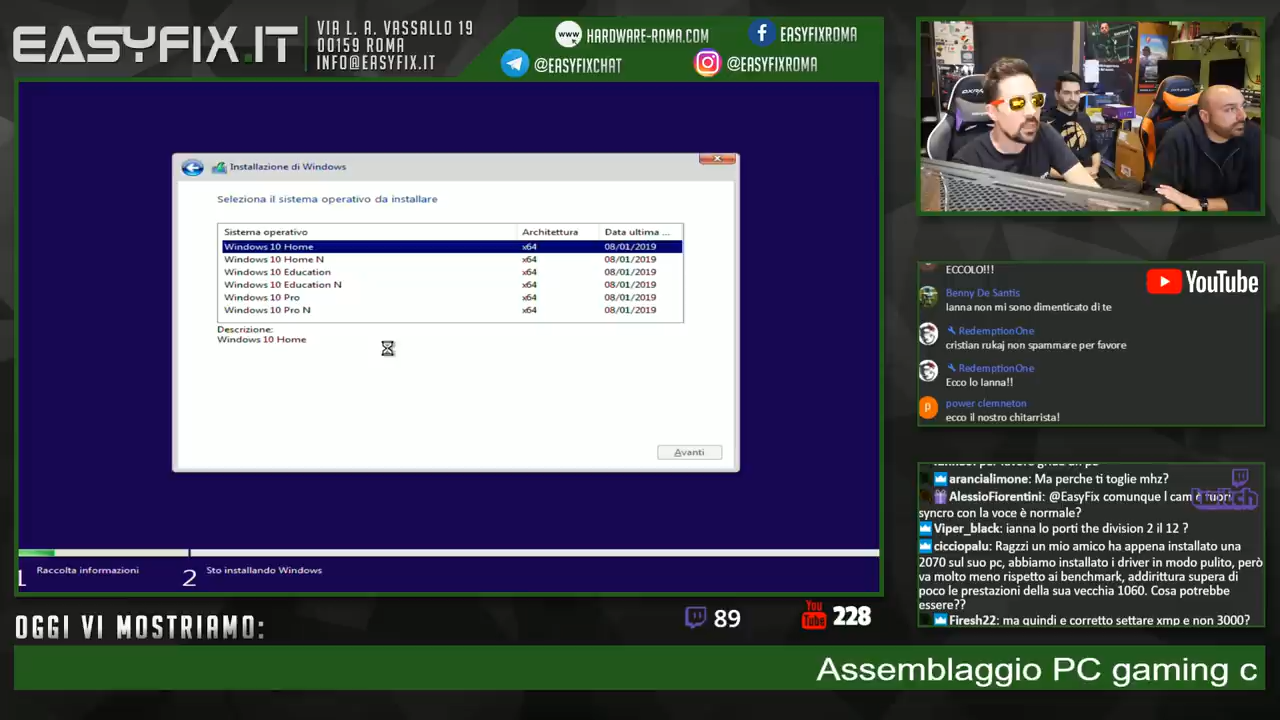 EASYFIX.IT
VIA L. A. VASSALLO 19
00159 ROMA
INFO@EASYFIX.IT
www HARDWARE-ROMA.COM
EASYFIXROMA
@EASYFIXCHAT
@EASYFIXROMA
Installazione di Windows
Seleziona il sistema operativo da installare
Sistema operativo Architettura Data ultima ...
Windows 10 Home x64 08/01/2019
Windows 10 Home N x64 08/01/2019
Windows 10 Education x64 08/01/2019
Windows 10 Education N x64 08/01/2019
Windows 10 Pro x64 08/01/2019
Windows 10 Pro N x64 08/01/2019
Descrizione:
Windows 10 Home
Avanti
1 Raccolta informazioni
2 Sto installando Windows
ECCOLO!!!
YouTube
Benny De Santis
Ianna non mi sono dimenticato di te
RedemptionOne
cristian rukaj non spammare per favore
RedemptionOne
Ecco lo Ianna!!
p power clemneton
ecco il nostro chitarrista!
arancialimone: Ma perche ti toglie mhz?
AlessioFiorentini: @EasyFix comunque l cam è fuori
syncro con la voce è normale?
twitch
Viper_black: ianna lo porti the division 2 il 12 ?
cicciopalu: Ragzzi un mio amico ha appena installato una
2070 sul suo pc, abbiamo installato i driver in modo pulito, però
va molto meno rispetto ai benchmark, addirittura supera di
poco le prestazioni della sua vecchia 1060. Cosa potrebbe
essere??
Firesh22: ma quindi e corretto settare xmp e non 3000?
OGGI VI MOSTRIAMO:
89
You Tube 228
Assemblaggio PC gaming c